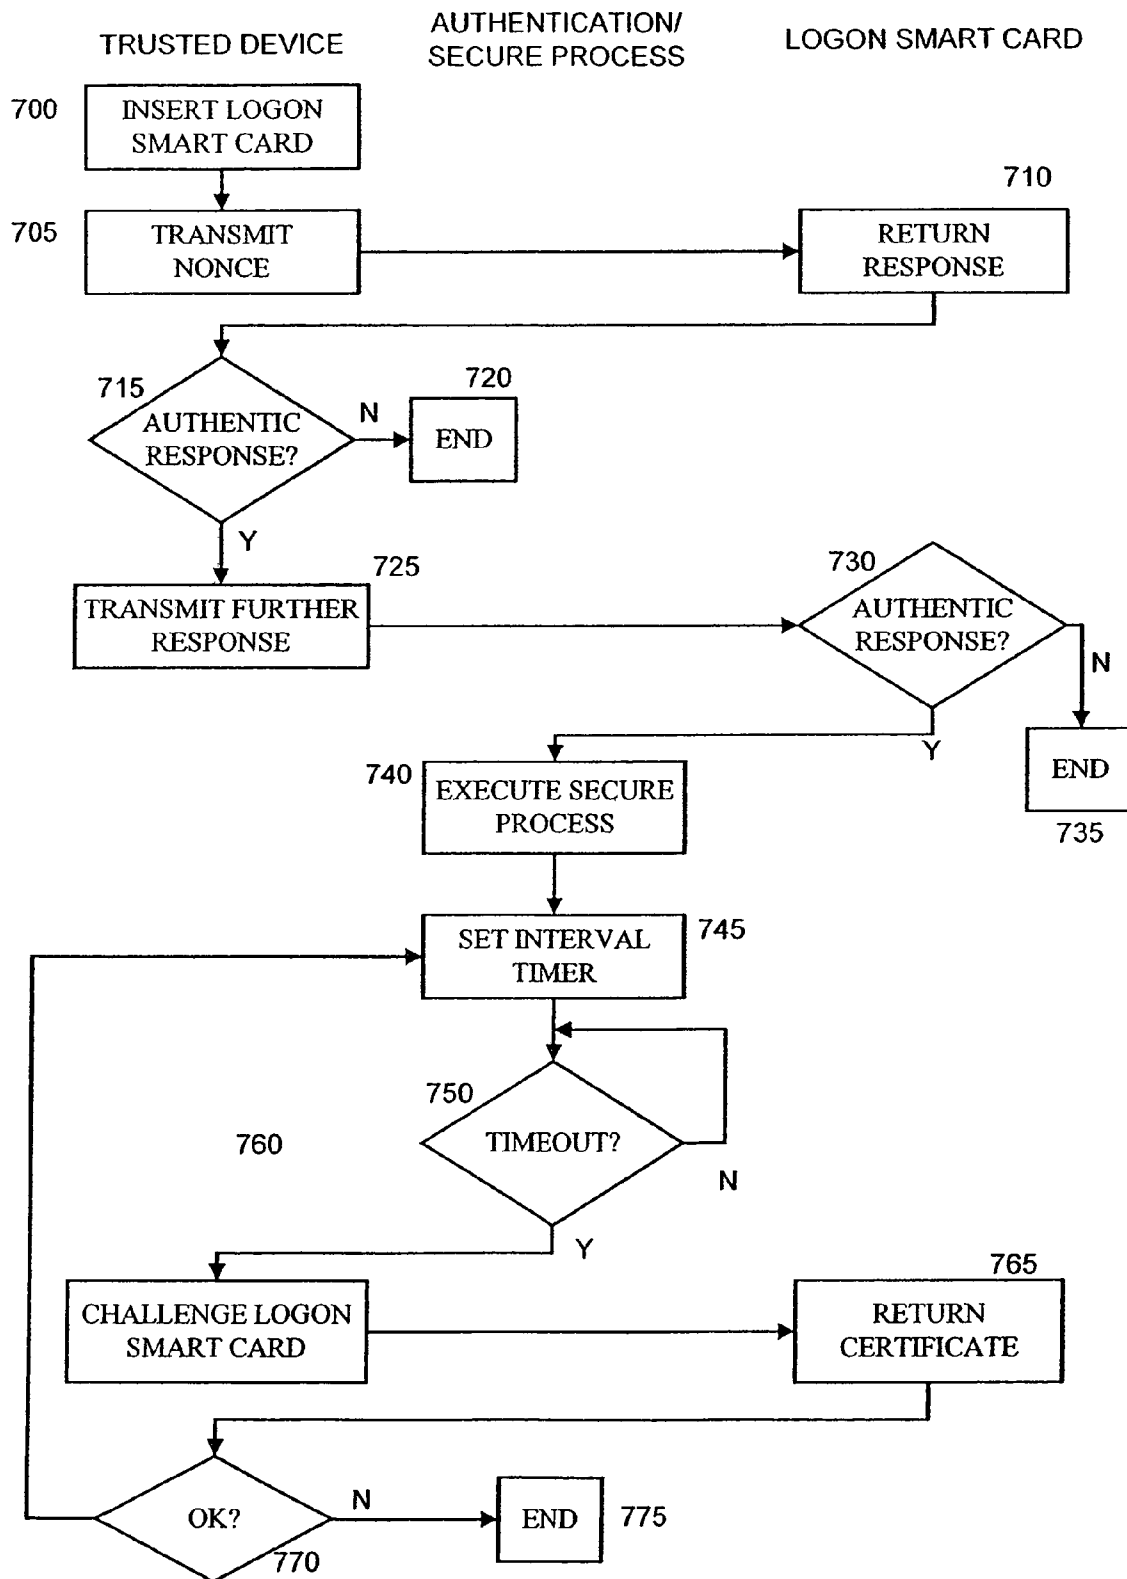 TRUSTED DEVICE
AUTHENTICATION/
SECURE PROCESS
LOGON SMART CARD
700
INSERT LOGON
SMART CARD
705
TRANSMIT
NONCE
710
RETURN
RESPONSE
715
AUTHENTIC
RESPONSE?
N
720
END
Y
725
TRANSMIT FURTHER
RESPONSE
730
AUTHENTIC
RESPONSE?
N
Y
END
735
740
EXECUTE SECURE
PROCESS
745
SET INTERVAL
TIMER
750
TIMEOUT?
N
Y
760
CHALLENGE LOGON
SMART CARD
765
RETURN
CERTIFICATE
OK?
770
N
END
775